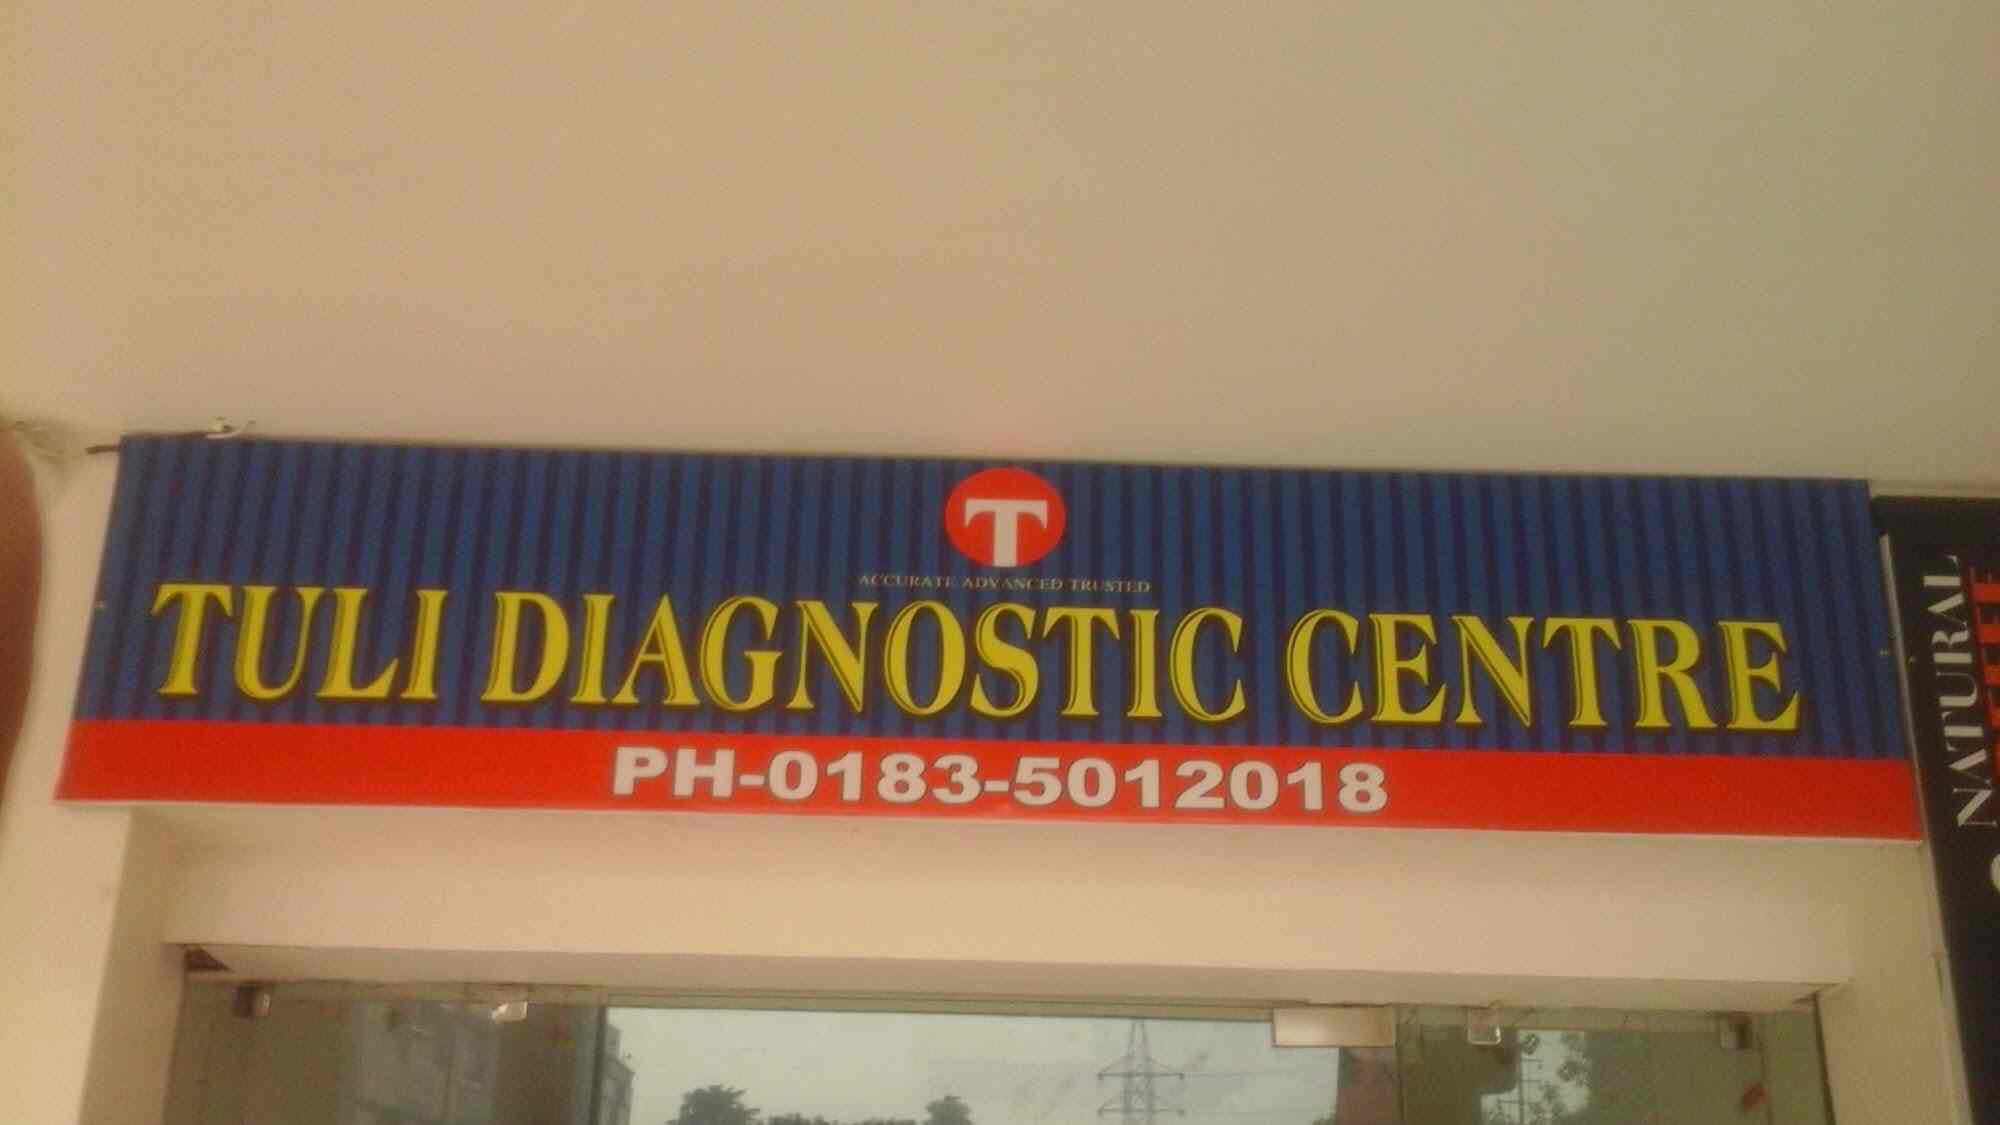 T
ACCURATE ADVANCED TRUSTED
TULI DIAGNOSTIC CENTRE
PH-0183-5012018
NATURAL